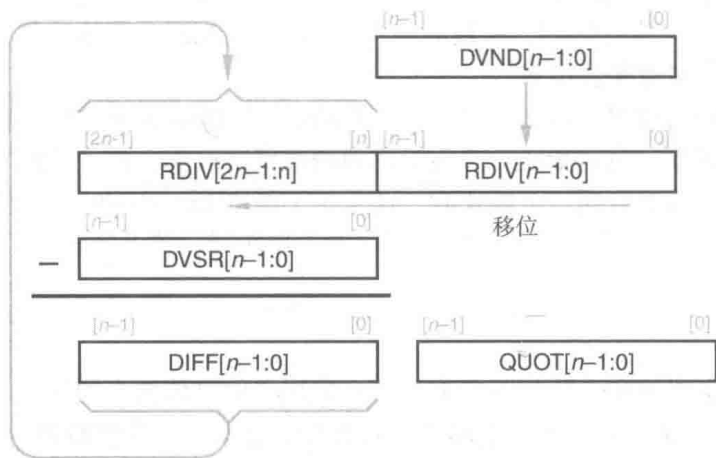 [n-1] [0]
DVND[n–1:0]
[2n-1] [n] [n-1] [0]
RDIV[2n–1:n] RDIV[n–1:0]
移位
[n-1] [0]
– DVSR[n–1:0]
[n-1] [0] [n-1] [0]
DIFF[n–1:0] QUOT[n–1:0]